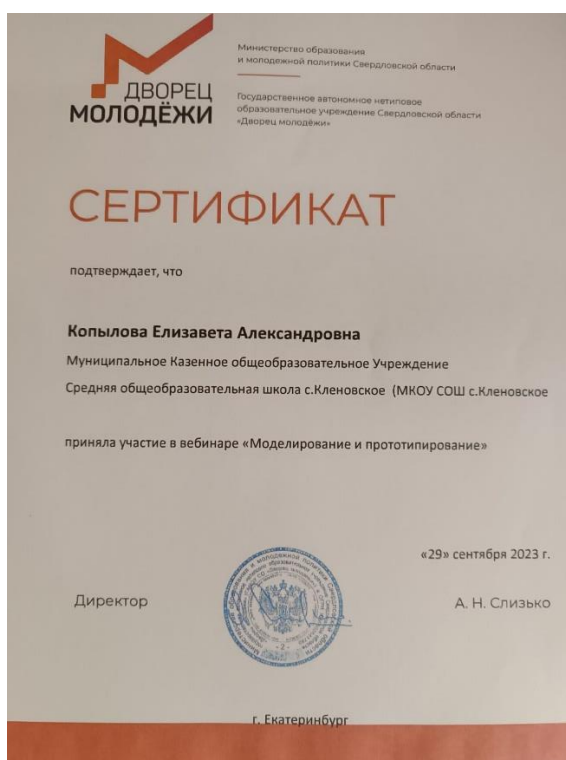 ДВОРЕЦ
МОЛОДЁЖИ
Министерство образования
и молодежной политики Свердловской области
Государственное автономное нетиповое
образовательное учреждение Свердловской области
«Дворец молодёжи»
СЕРТИФИКАТ
подтверждает, что
Копылова Елизавета Александровна
Муниципальное Казенное общеобразовательное Учреждение
Средняя общеобразовательная школа с.Кленовское (МКОУ СОШ с.Кленовское
приняла участие в вебинаре «Моделирование и прототипирование»
«29» сентября 2023 г.
Директор
А. Н. Слизько
г. Екатеринбург